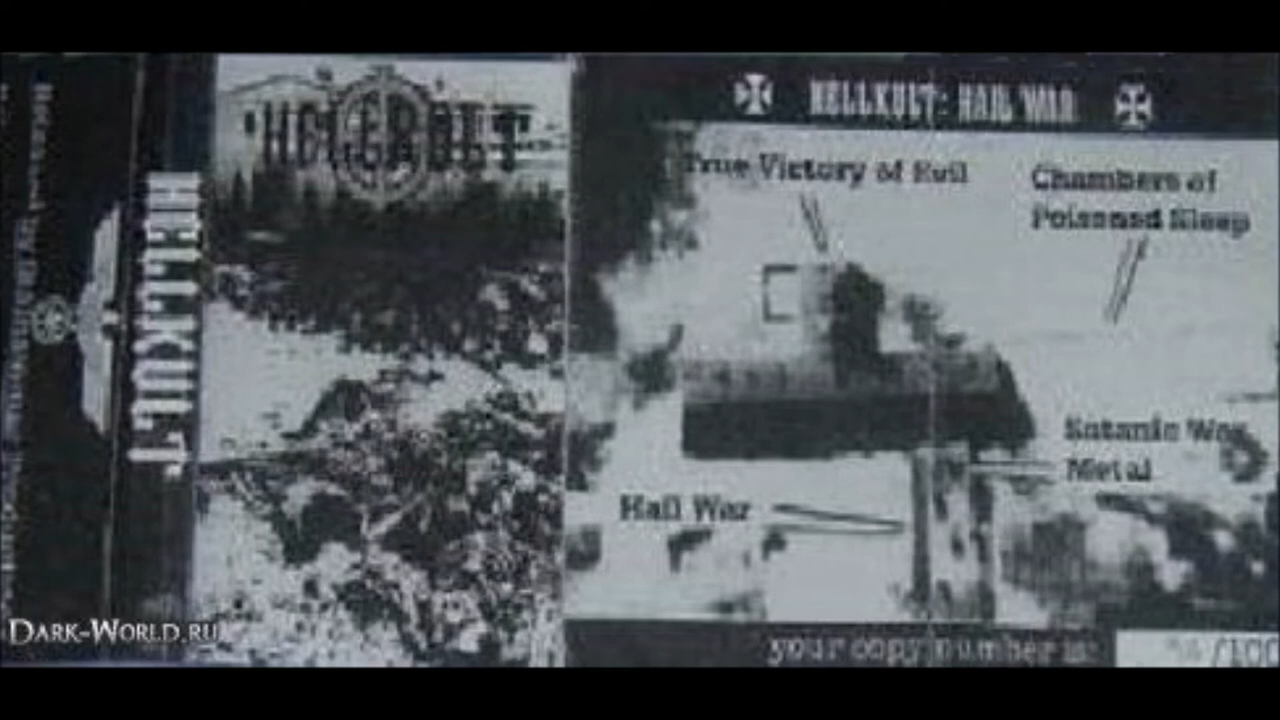 HELLKULT
HELLKULT
HELLKULT: HAIL WAR
True Victory of Evil
Chambers of
Poisoned Sleep
Satanic War
Metal
Hail War
your copy number is:
/100
DARK-WORLD.RU